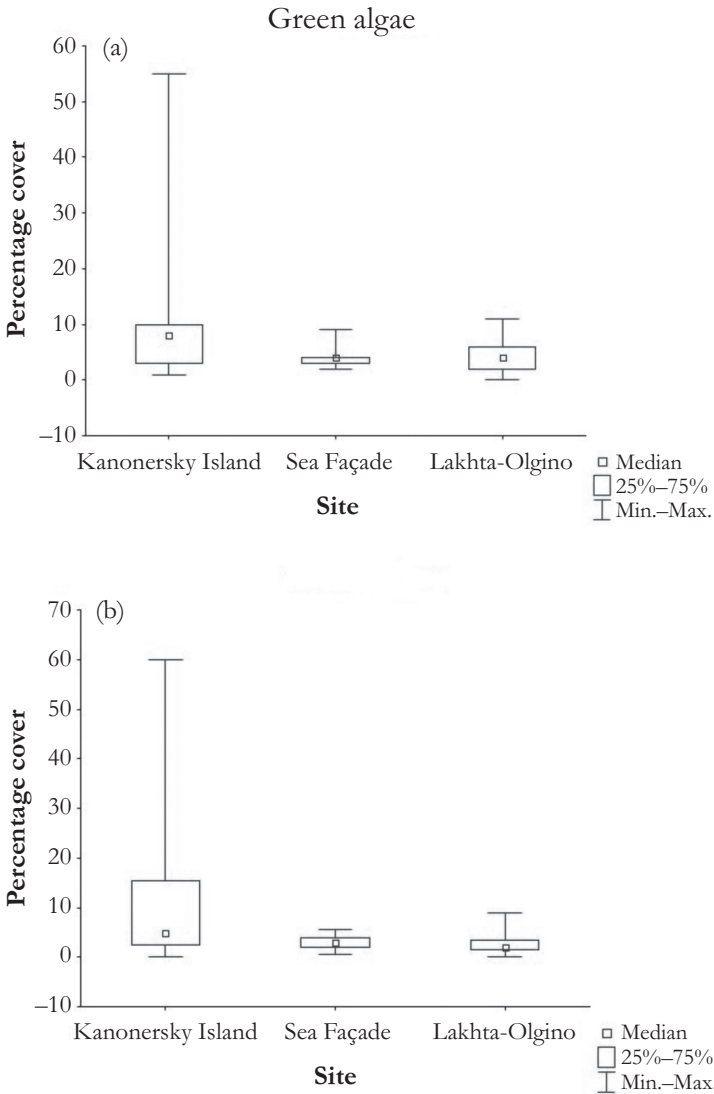 Green algae
(a)
60
50
40
30
20
10
0
–10
Percentage cover
Kanonersky Island Sea Façade Lakhta-Olgino
Site
Median
25%–75%
Min.–Max.
(b)
70
60
50
40
30
20
10
0
–10
Percentage cover
Kanonersky Island Sea Façade Lakhta-Olgino
Site
Median
25%–75%
Min.–Max